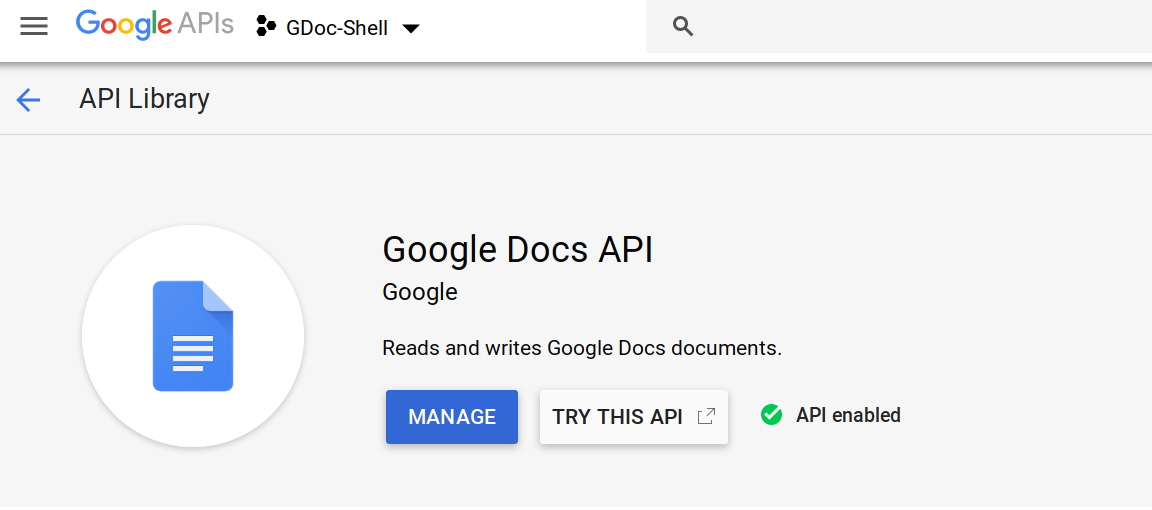 Google APIs GDoc-Shell
API Library
Google Docs API
Google
Reads and writes Google Docs documents.
MANAGE TRY THIS API API enabled